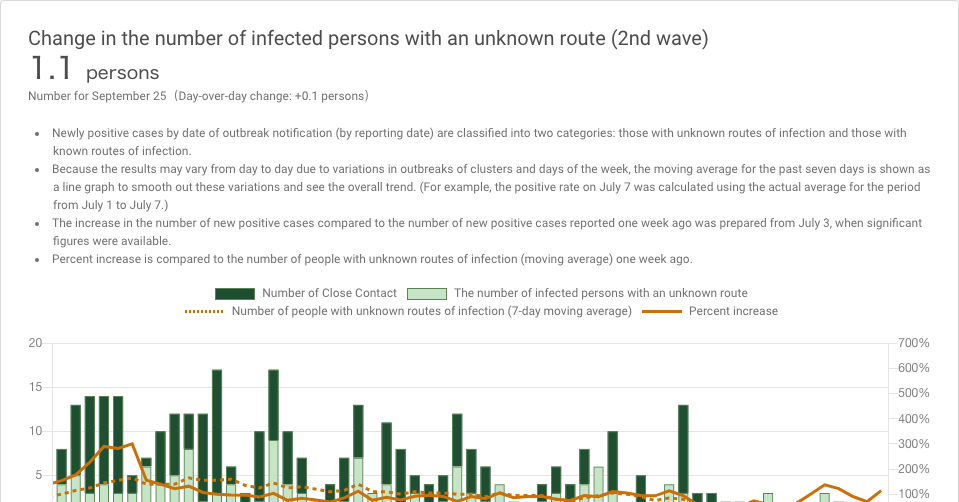 Change in the number of infected persons with an unknown route (2nd wave)
1.1 persons
Number for September 25（Day-over-day change: +0.1 persons）
• Newly positive cases by date of outbreak notification (by reporting date) are classified into two categories: those with unknown routes of infection and those with
known routes of infection.
• Because the results may vary from day to day due to variations in outbreaks of clusters and days of the week, the moving average for the past seven days is shown as
a line graph to smooth out these variations and see the overall trend. (For example, the positive rate on July 7 was calculated using the actual average for the period
from July 1 to July 7.)
• The increase in the number of new positive cases compared to the number of new positive cases reported one week ago was prepared from July 3, when significant
figures were available.
• Percent increase is compared to the number of people with unknown routes of infection (moving average) one week ago.
Number of Close Contact The number of infected persons with an unknown route
Number of people with unknown routes of infection (7-day moving average) Percent increase
20 700%
600%
15 500%
400%
10 300%
5 200%
100%